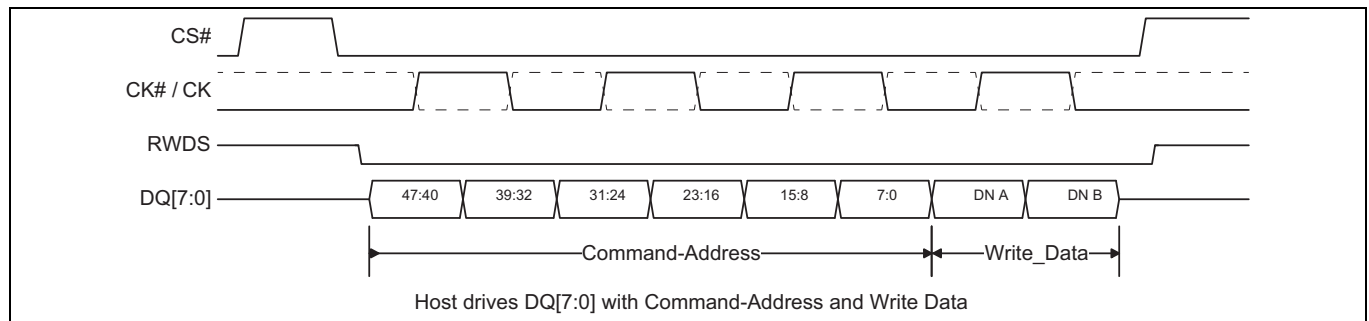 CS#
CK# / CK
RWDS
DQ[7:0] 47:40 39:32 31:24 23:16 15:8 7:0 DN A DN B
Command-Address Write_Data
Host drives DQ[7:0] with Command-Address and Write Data